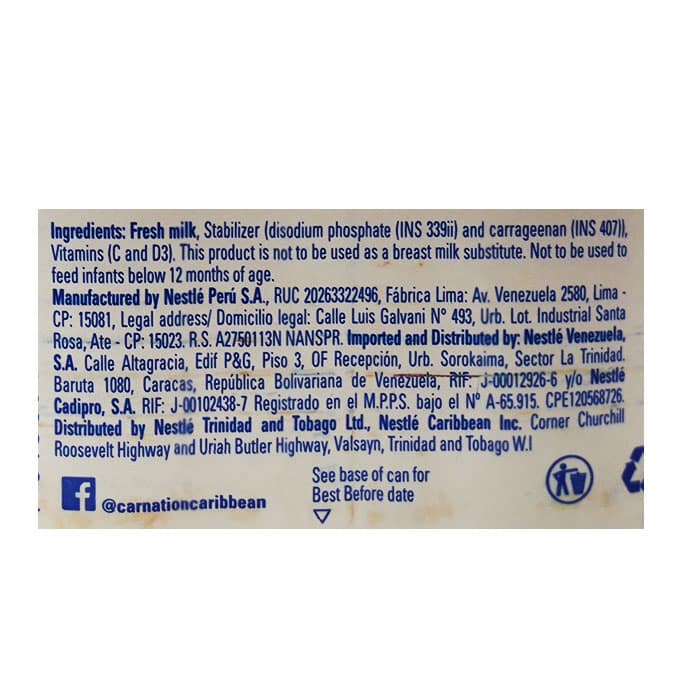 Ingredients: Fresh milk, Stabilizer (disodium phosphate (INS 339ii) and carrageenan (INS 407)),
Vitamins (C and D3). This product is not to be used as a breast milk substitute. Not to be used to
feed infants below 12 months of age.
Manufactured by Nestlé Perú S.A., RUC 20263322496, Fábrica Lima: Av. Venezuela 2580, Lima -
CP: 15081, Legal address/ Domicilio legal: Calle Luis Galvani N° 493, Urb. Lot. Industrial Santa
Rosa, Ate - CP: 15023. R.S. A2750113N NANSPR. Imported and Distributed by: Nestlé Venezuela,
S.A. Calle Altagracia, Edif P&G, Piso 3, OF Recepción, Urb. Sorokaima, Sector La Trinidad.
Baruta 1080, Caracas, República Bolivariana de Venezuela, RIF: J-00012926-6 y/o Nestlé
Cadipro, S.A. RIF: J-00102438-7 Registrado en el M.P.P.S. bajo el N° A-65.915. CPE120568726.
Distributed by Nestlé Trinidad and Tobago Ltd., Nestlé Caribbean Inc. Corner Churchill
Roosevelt Highway and Uriah Butler Highway, Valsayn, Trinidad and Tobago W.I
See base of can for
Best Before date
@carnationcaribbean